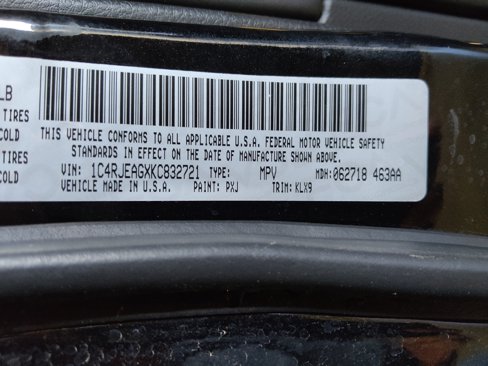 LB
TIRES
COLD
TIRES
COLD
THIS VEHICLE CONFORMS TO ALL APPLICABLE U.S.A. FEDERAL MOTOR VEHICLE SAFETY
STANDARDS IN EFFECT ON THE DATE OF MANUFACTURE SHOWN ABOVE.
VIN: 1C4RJEAGXKC832721 TYPE: MPV MDH: 062718 463AA
VEHICLE MADE IN U.S.A. PAINT: PXJ TRIM: KLX9